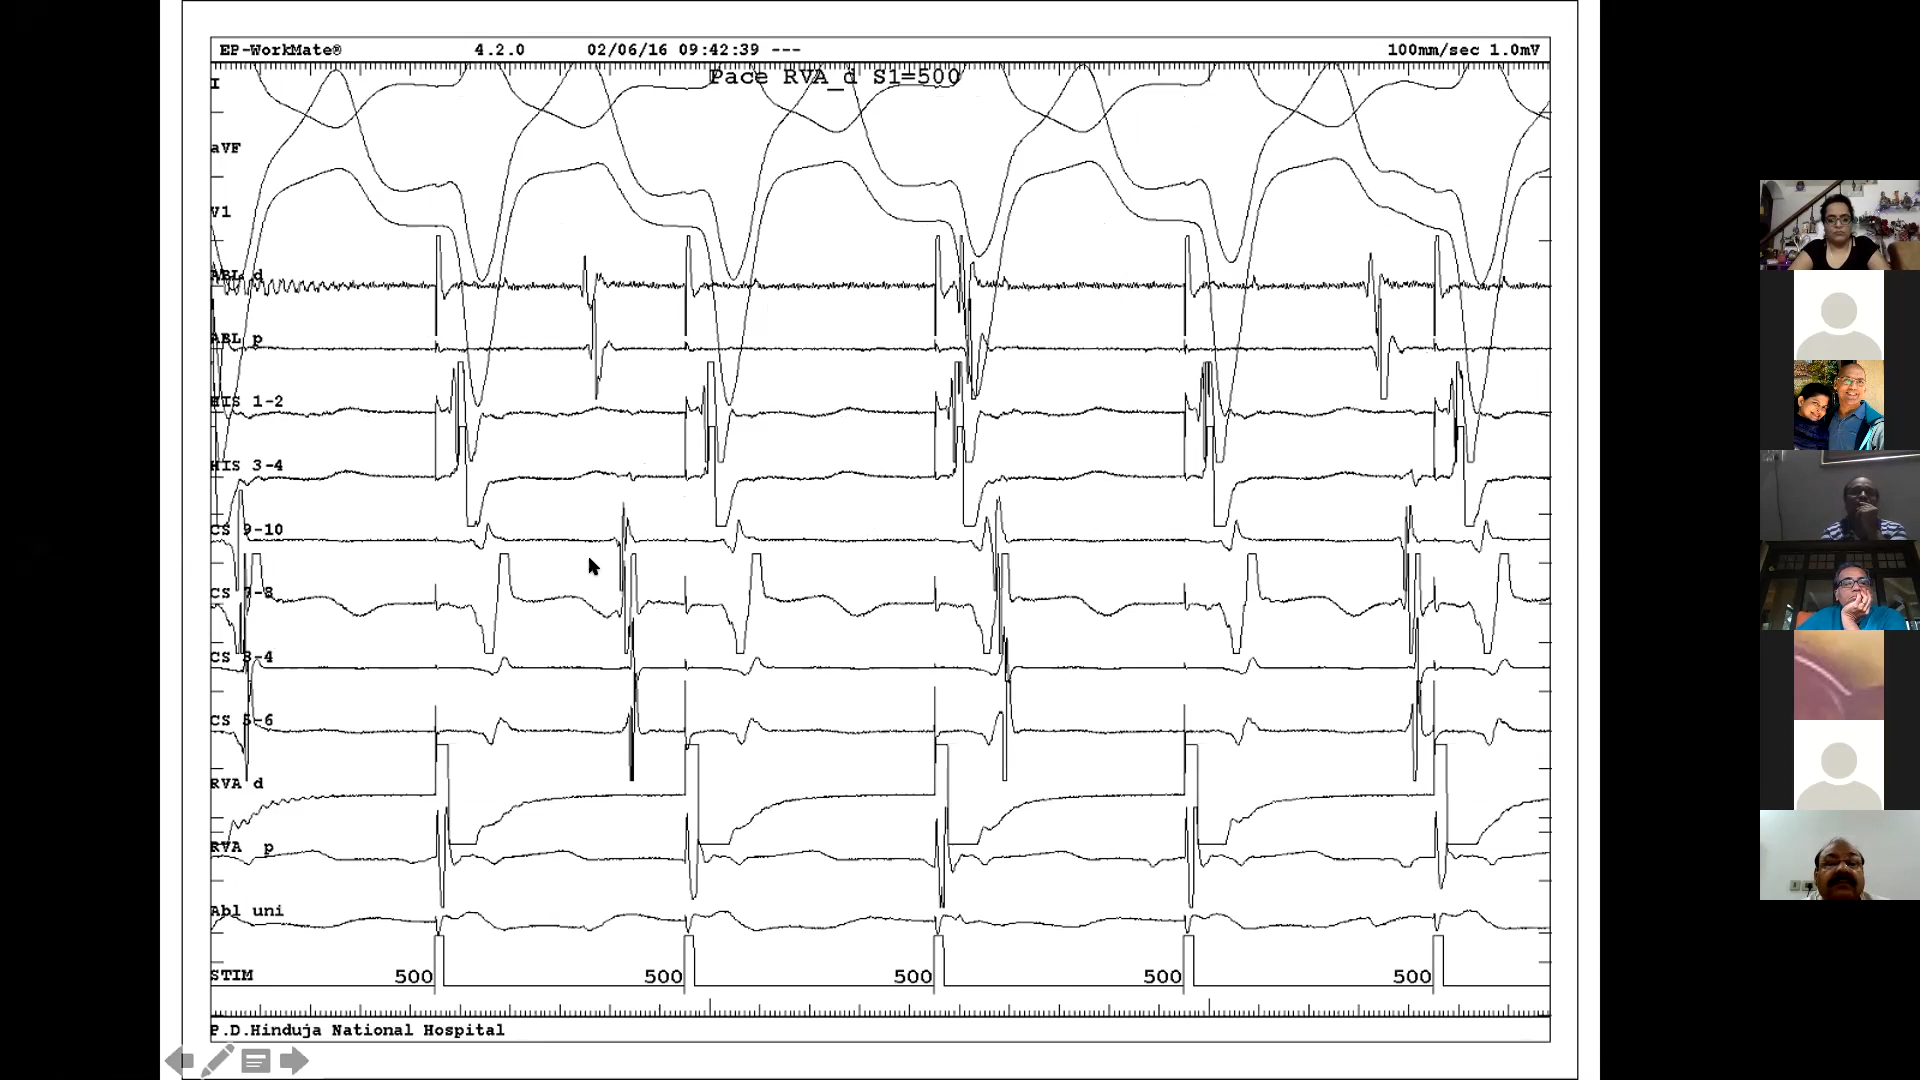 EP-WorkMate® 4.2.0 02/06/16 09:42:39 --- 100mm/sec 1.0mV
Pace RVA_d S1=500
I
aVF
V1
ABL d
ABL p
HIS 1-2
HIS 3-4
CS 9-10
CS 7-8
CS 3-4
CS 5-6
RVA d
RVA p
Abl uni
STIM 500 500 500 500 500
P.D.Hinduja National Hospital